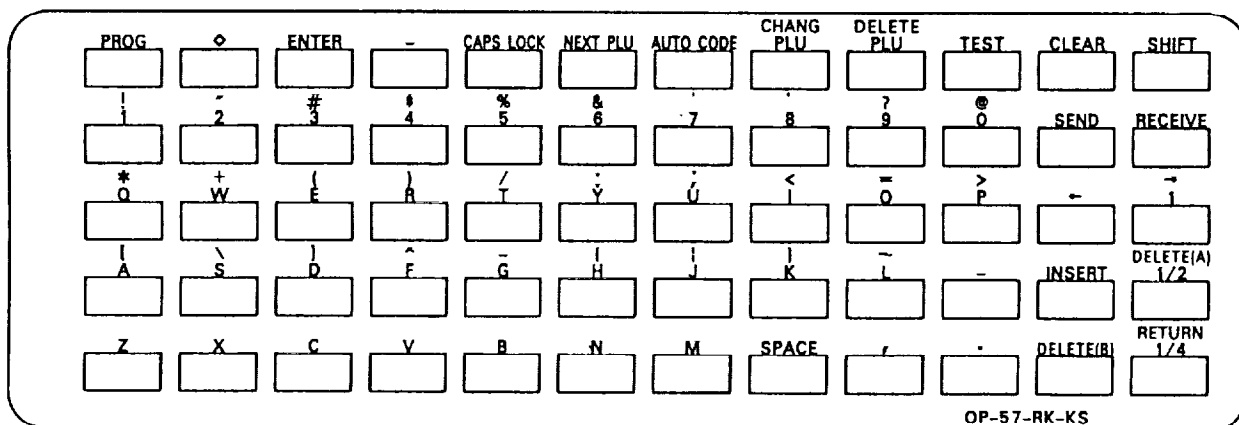 CHANG DELETE
PROG ◇ ENTER - CAPS LOCK NEXT PLU AUTO CODE PLU PLU TEST CLEAR SHIFT
! " # $ % & ' ' ? @
1 2 3 4 5 6 7 8 9 0 SEND RECEIVE
* + ( ) / : ; < = > →
Q W E R T Y U I O P ← 1
[ \ ] ^ _ { ¦ } ~ DELETE(A)
A S D F G H J K L - INSERT 1/2
RETURN
Z X C V B N M SPACE , . DELETE(B) 1/4
OP-57-RK-KS